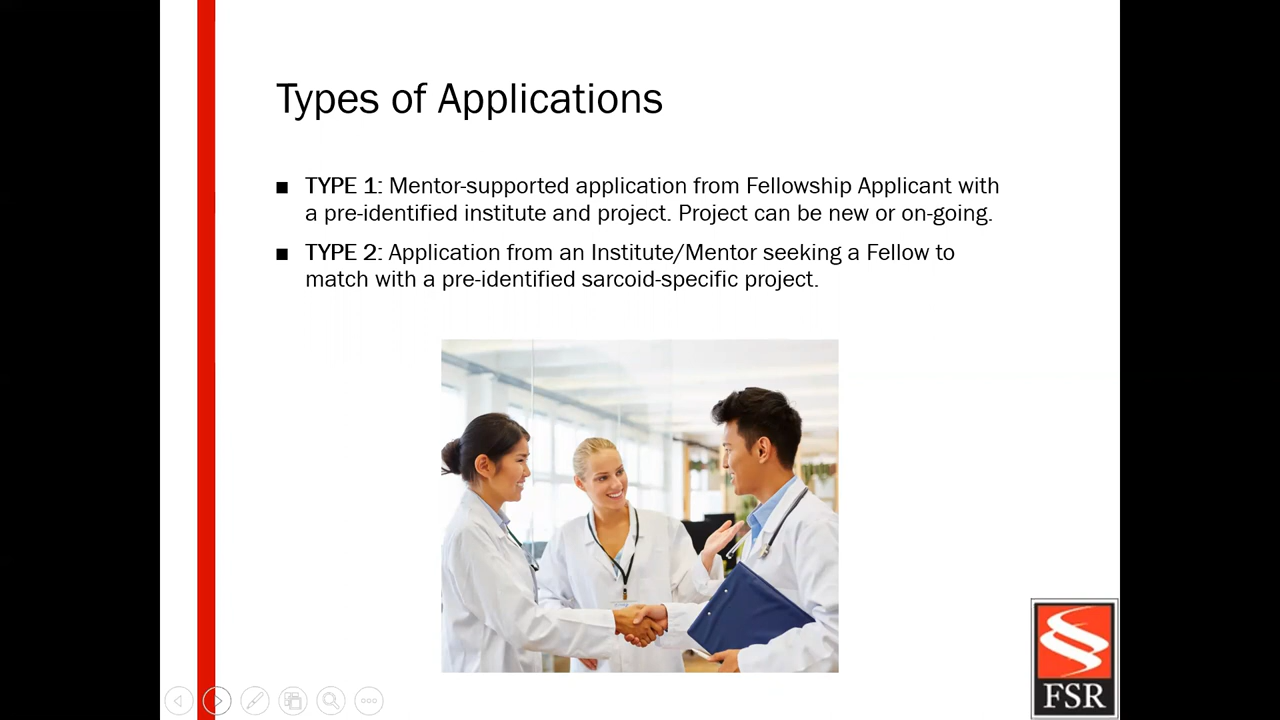 Types of Applications
■ TYPE 1: Mentor-supported application from Fellowship Applicant with
a pre-identified institute and project. Project can be new or on-going.
■ TYPE 2: Application from an Institute/Mentor seeking a Fellow to
match with a pre-identified sarcoid-specific project.
FSR